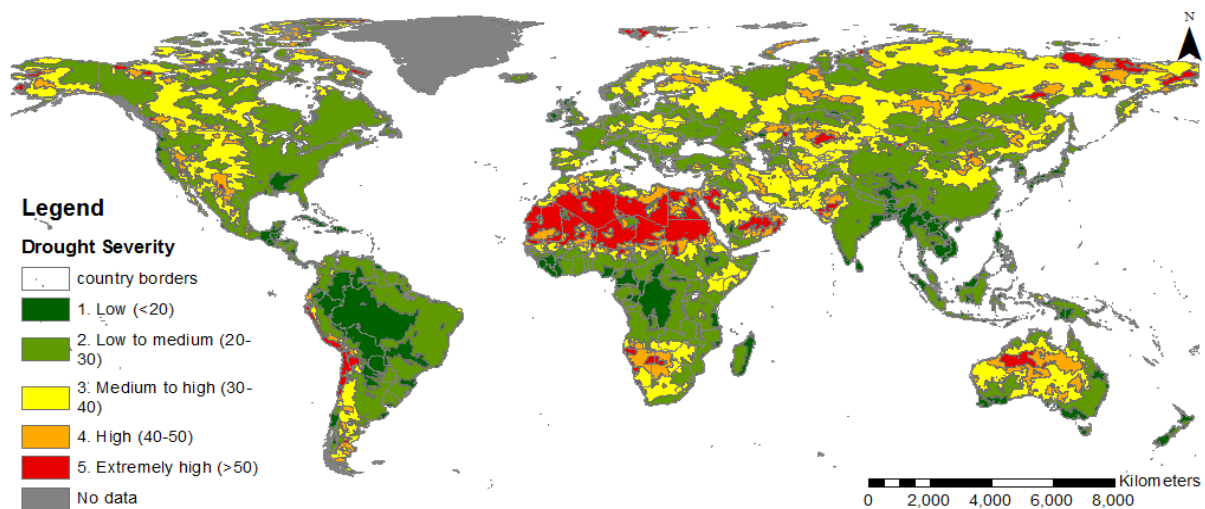 N
Legend
Drought Severity
country borders
1. Low (<20)
2. Low to medium (20-
30)
3. Medium to high (30-
40)
4. High (40-50)
5. Extremely high (>50)
No data
Kilometers
0 2,000 4,000 6,000 8,000